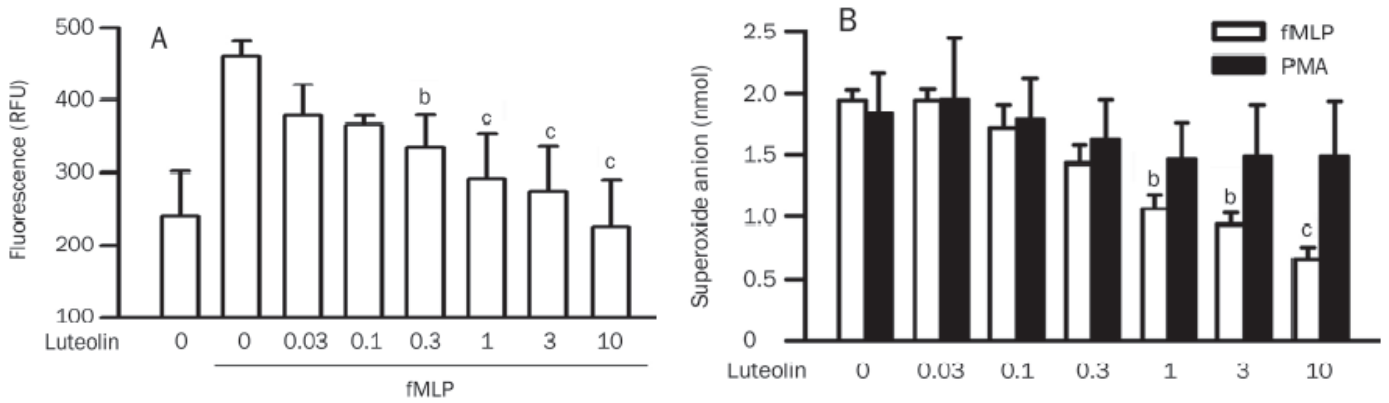 A
Fluorescence (RFU)
500
400
300
200
100
b
c
c
c
Luteolin 0 0 0.03 0.1 0.3 1 3 10
fMLP
B
Superoxide anion (nmol)
2.5
2.0
1.5
1.0
0.5
0
fMLP
PMA
b
b
c
Luteolin 0 0.03 0.1 0.3 1 3 10